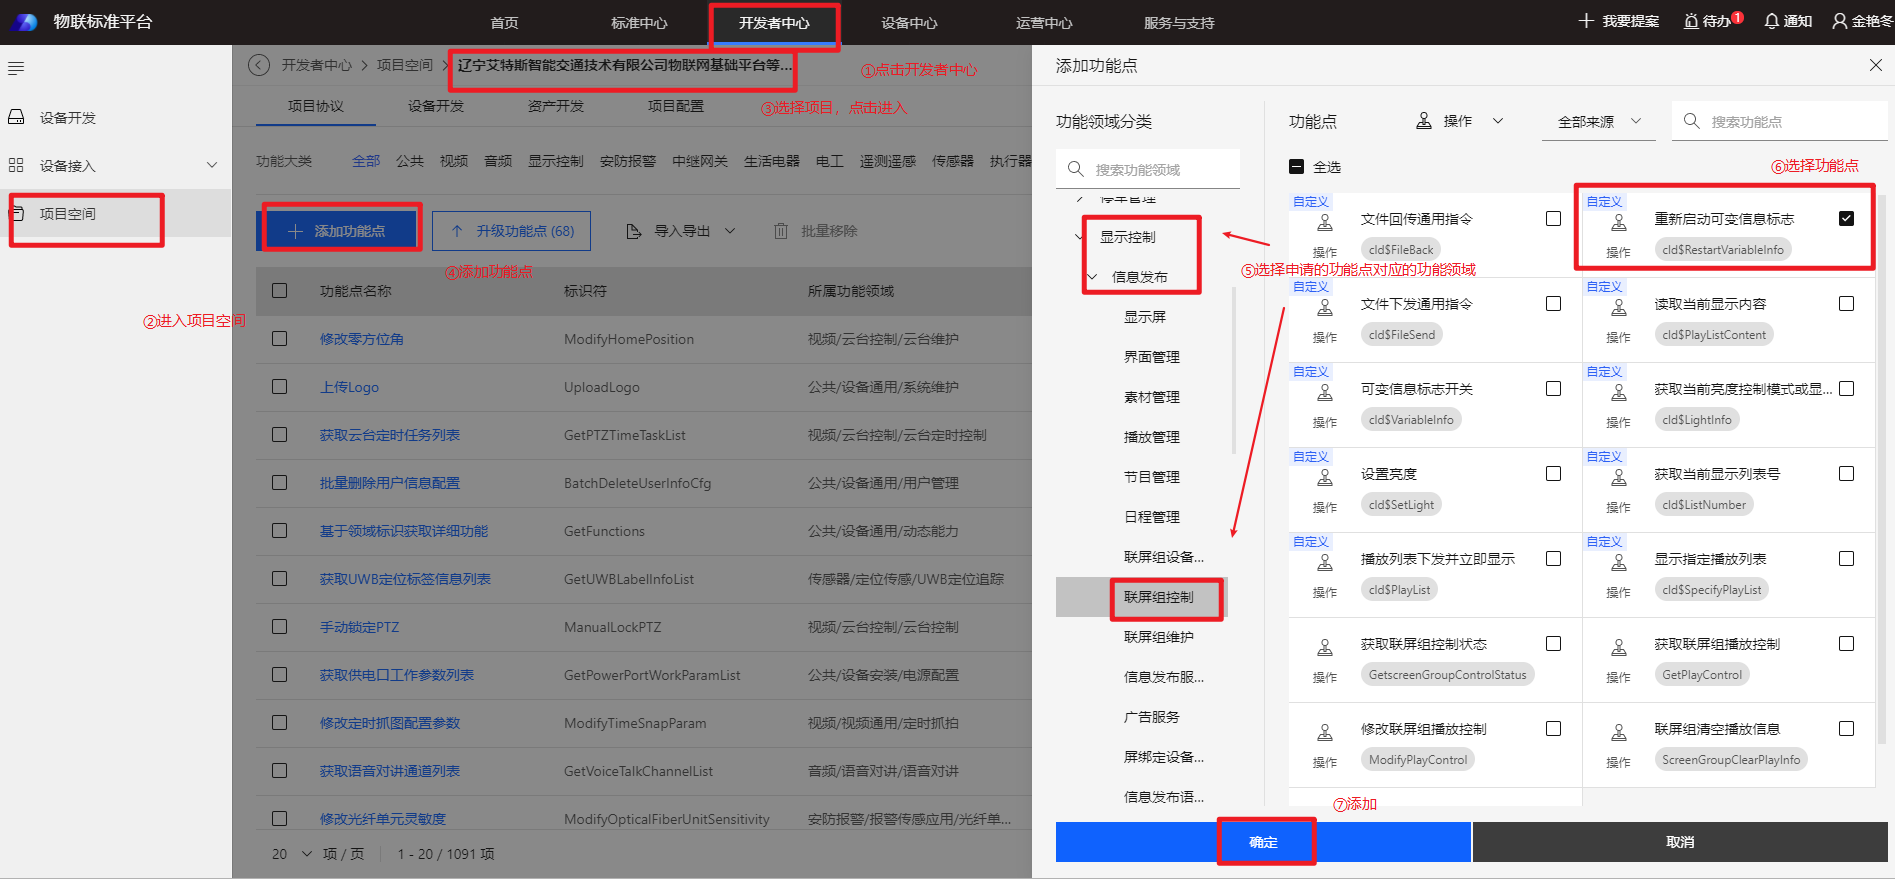 物联标准平台
首页
标准中心
开发者中心
设备中心
运营中心
服务与支持
我要提案
待办
1
通知
金艳冬
设备开发
设备接入
项目空间
②进入项目空间
开发者中心 > 项目空间 > 辽宁艾特斯智能交通技术有限公司物联网基础平台等...
①点击开发者中心
项目协议
设备开发
资产开发
项目配置
③选择项目，点击进入
功能大类 全部 公共 视频 音频 显示控制 安防报警 中继网关 生活电器 电工 遥测遥感 传感器 执行器
添加功能点
升级功能点 (68)
导入导出
批量移除
④添加功能点
功能点名称 标识符 所属功能领域
修改零方位角 ModifyHomePosition 视频/云台控制/云台维护
上传Logo UploadLogo 公共/设备通用/系统维护
获取云台定时任务列表 GetPTZTimeTaskList 视频/云台控制/云台定时控制
批量删除用户信息配置 BatchDeleteUserInfoCfg 公共/设备通用/用户管理
基于领域标识获取详细功能 GetFunctions 公共/设备通用/动态能力
获取UWB定位标签信息列表 GetUWBLabelInfoList 传感器/定位传感/UWB定位追踪
手动锁定PTZ ManualLockPTZ 视频/云台控制/云台控制
获取供电口工作参数列表 GetPowerPortWorkParamList 公共/设备安装/电源配置
修改定时抓图配置参数 ModifyTimeSnapParam 视频/视频通用/定时抓拍
获取语音对讲通道列表 GetVoiceTalkChannelList 音频/语音对讲/语音对讲
修改光纤单元灵敏度 ModifyOpticalFiberUnitSensitivity 安防报警/报警传感应用/光纤单...
20 项 / 页 1 - 20 / 1091 项
添加功能点
功能领域分类
搜索功能领域
停车管理
显示控制
信息发布
显示屏
界面管理
素材管理
播放管理
节目管理
日程管理
联屏组设备...
联屏组控制
联屏组维护
信息发布服...
广告服务
屏绑定设备...
信息发布语...
功能点
操作
全部来源
搜索功能点
全选
⑥选择功能点
⑤选择申请的功能点对应的功能领域
自定义
操作
文件回传通用指令
cld$FileBack
自定义
操作
重新启动可变信息标志
cld$RestartVariableInfo
自定义
操作
文件下发通用指令
cld$FileSend
自定义
操作
读取当前显示内容
cld$PlayListContent
自定义
操作
可变信息标志开关
cld$VariableInfo
自定义
操作
获取当前亮度控制模式或显...
cld$LightInfo
自定义
操作
设置亮度
cld$SetLight
自定义
操作
获取当前显示列表号
cld$ListNumber
自定义
操作
播放列表下发并立即显示
cld$PlayList
自定义
操作
显示指定播放列表
cld$SpecifyPlayList
操作
获取联屏组控制状态
GetscreenGroupControlStatus
操作
获取联屏组播放控制
GetPlayControl
操作
修改联屏组播放控制
ModifyPlayControl
操作
联屏组清空播放信息
ScreenGroupClearPlayInfo
⑦添加
确定
取消